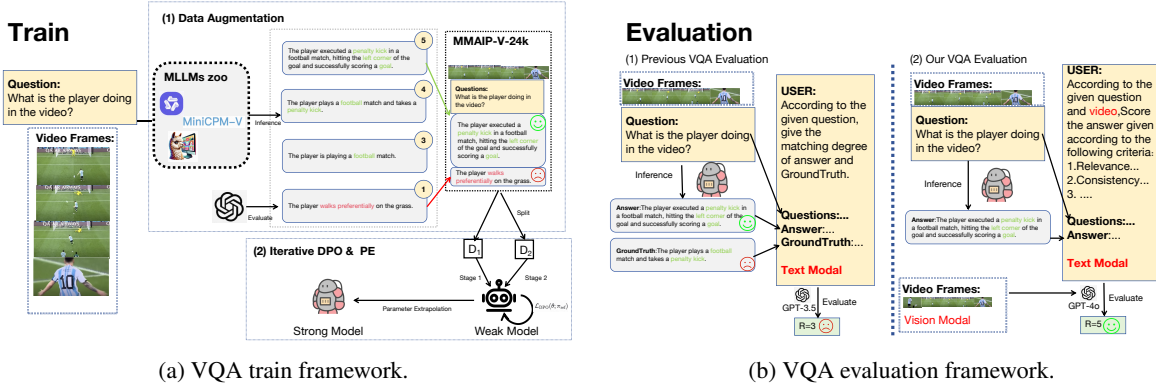 Train
(1) Data Augmentation
Question:
What is the player doing
in the video?
Video Frames:
MLLMs zoo
MiniCPM-V
Inference
Evaluate
5
The player executed a penalty kick in a
football match, hitting the left corner of the
goal and successfully scoring a goal.
4
The player plays a football match and takes a
penalty kick.
3
The player is playing a football match.
1
The player walks preferentially on the grass.
MMAIP-V-24k
Questions:
What is the player doing in
the video?
The player executed a
penalty kick in a football
match, hitting the left corner
of the goal and successfully
scoring a goal.
The player walks
preferentially on the grass.
Split
(2) Iterative DPO & PE
D1
D2
Stage 1
Stage 2
Parameter Extrapolation
Strong Model
Weak Model
(a) VQA train framework.
Evaluation
(1) Previous VQA Evaluation
Video Frames:
Question:
What is the player doing
in the video?
Inference
Answer:The player executed a penalty kick in
a football match, hitting the left corner of the
goal and successfully scoring a goal.
GroundTruth:The player plays a football
match and takes a penalty kick.
USER:
According to the
given question,
give the
matching degree
of answer and
GroundTruth.
Questions:...
Answer:...
GroundTruth:...
Text Modal
GPT-3.5
Evaluate
R=3
(2) Our VQA Evaluation
Video Frames:
Question:
What is the player doing
in the video?
Inference
Answer:The player executed a penalty kick in a
football match, hitting the left corner of the goal
and successfully scoring a goal.
Video Frames:
Vision Modal
USER:
According to the
given question
and video,Score
the answer given
according to the
following criteria:
1.Relevance...
2.Consistency...
3. ....
Questions:...
Answer:...
Text Modal
GPT-4o
Evaluate
R=5
(b) VQA evaluation framework.